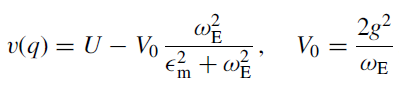 v(q) = U − V₀ ω_E² / (ϵ_m² + ω_E²) , V₀ = 2g² / ω_E